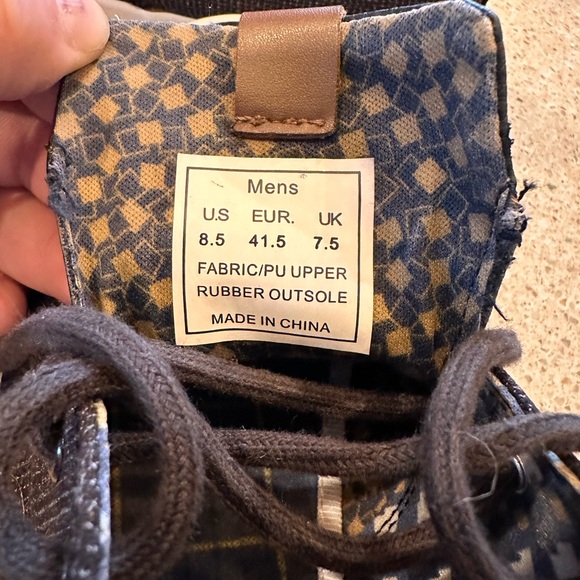 Mens
U.S EUR. UK
8.5 41.5 7.5
FABRIC/PU UPPER
RUBBER OUTSOLE
MADE IN CHINA